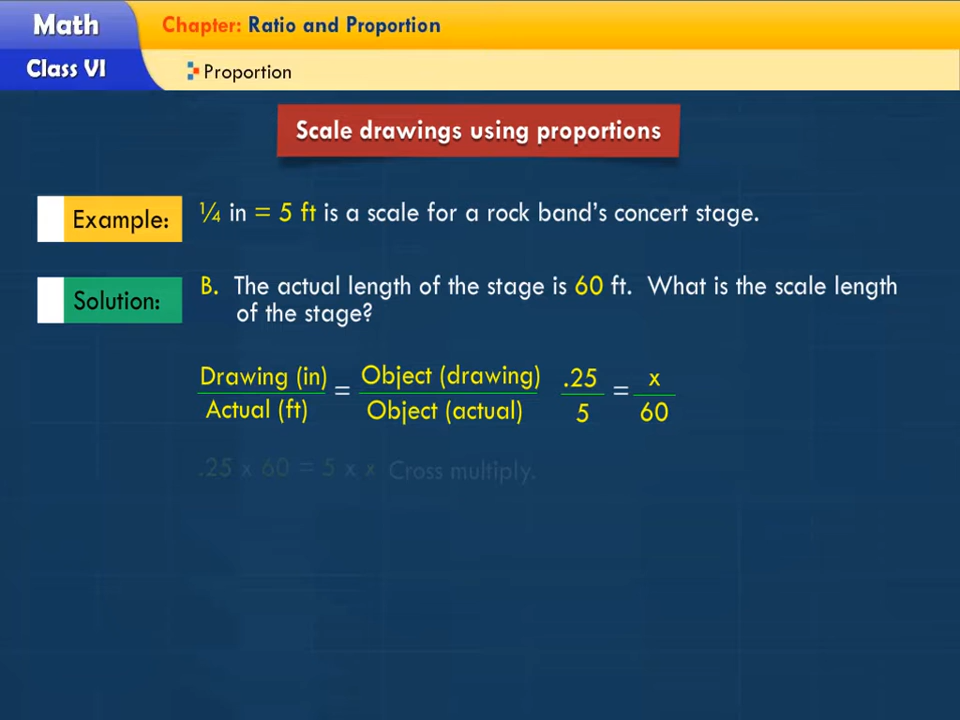 Math
Chapter: Ratio and Proportion
Class VI
Proportion
Scale drawings using proportions
Example:
¼ in = 5 ft is a scale for a rock band's concert stage.
Solution:
B. The actual length of the stage is 60 ft. What is the scale length
of the stage?
Drawing (in) = Object (drawing) .25 = x
Actual (ft) Object (actual) 5 60
.25 x 60 = 5 x x Cross multiply.